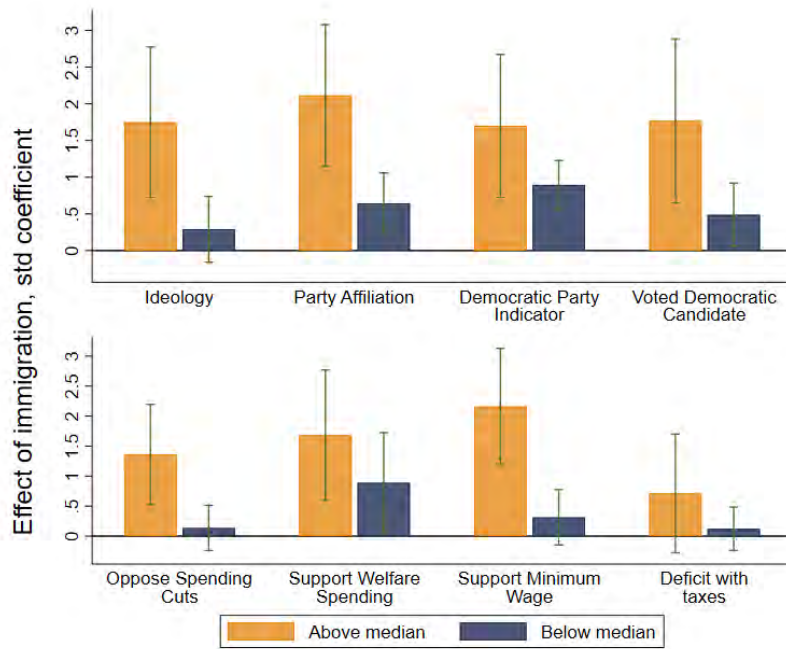 Effect of immigration, std coefficient
3
2.5
2
1.5
1
.5
0
Ideology
Party Affiliation
Democratic Party
Indicator
Voted Democratic
Candidate
3
2.5
2
1.5
1
.5
0
Oppose Spending
Cuts
Support Welfare
Spending
Support Minimum
Wage
Deficit with
taxes
Above median
Below median